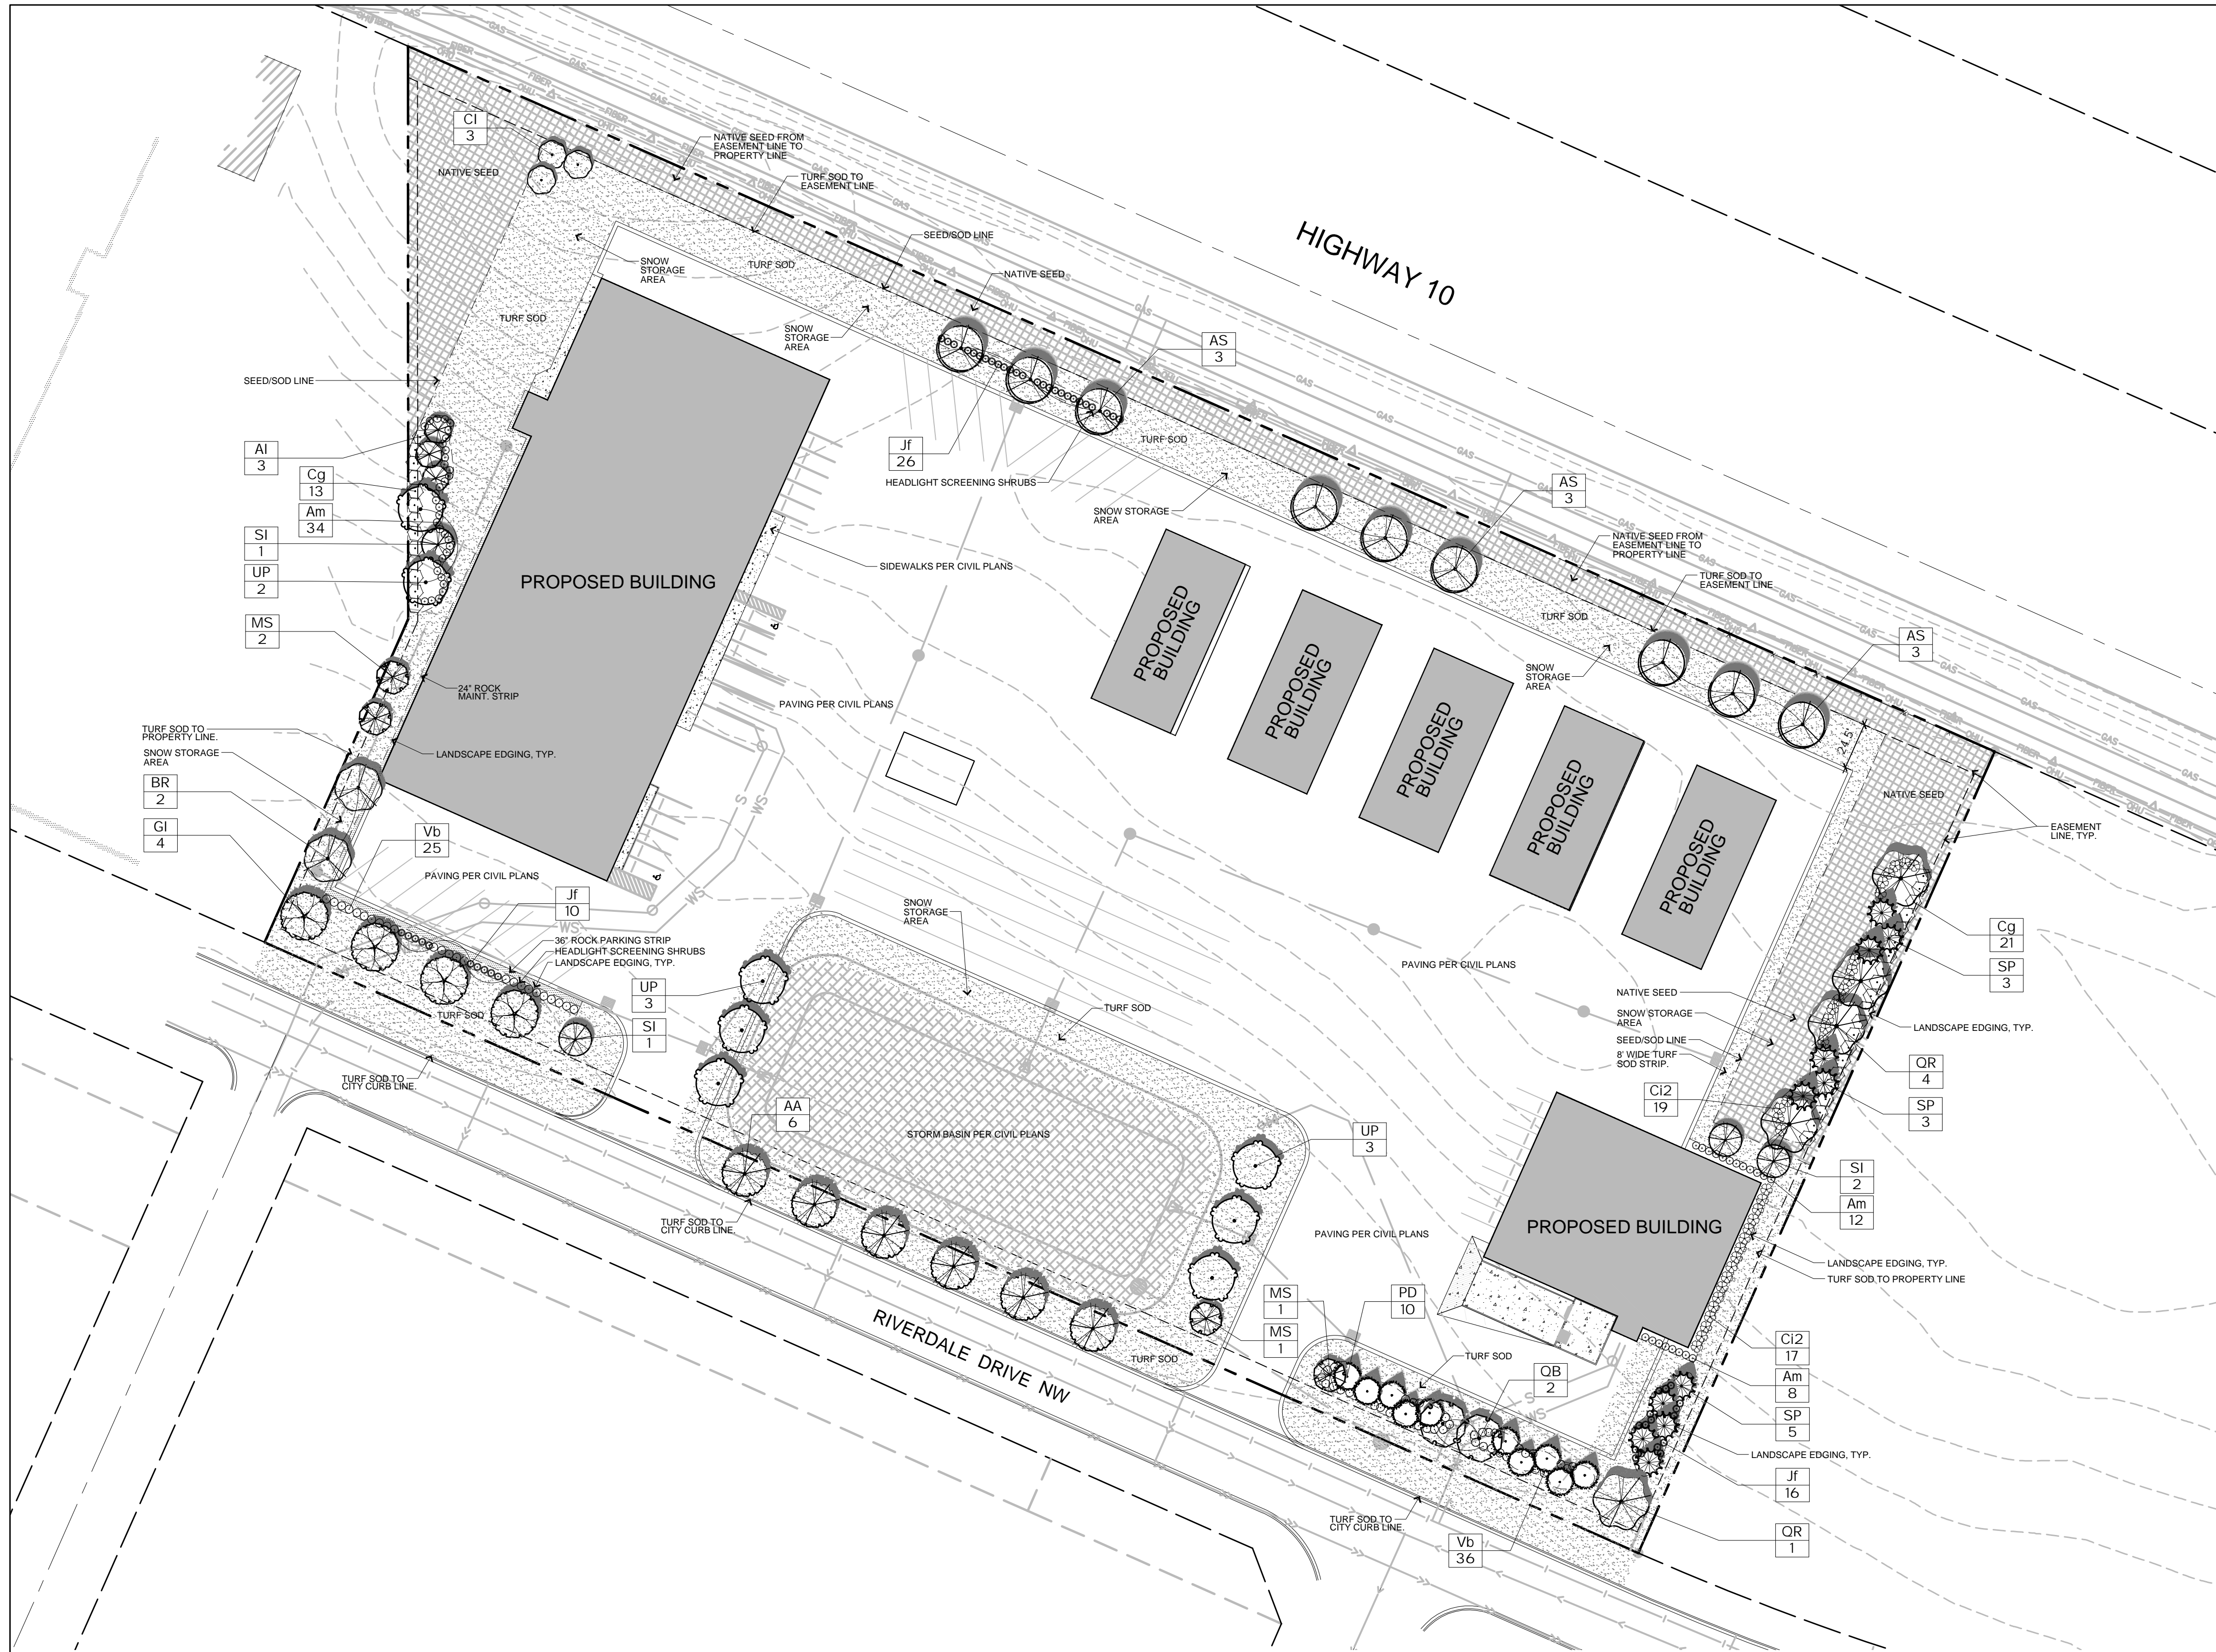 HIGHWAY 10
CI
3
NATIVE SEED
NATIVE SEED FROM
EASEMENT LINE TO
PROPERTY LINE
TURF SOD TO
EASEMENT LINE
SEED/SOD LINE
NATIVE SEED
SNOW
STORAGE
AREA
TURF SOD
TURF SOD
SNOW
STORAGE
AREA
AS
3
SEED/SOD LINE
AI
3
Cg
13
Am
34
SI
1
UP
2
MS
2
Jf
26
HEADLIGHT SCREENING SHRUBS
TURF SOD
SNOW STORAGE
AREA
AS
3
NATIVE SEED FROM
EASEMENT LINE TO
PROPERTY LINE
TURF SOD TO
EASEMENT LINE
TURF SOD
SNOW
STORAGE
AREA
AS
3
24.5'
NATIVE SEED
EASEMENT
LINE, TYP.
PROPOSED BUILDING
SIDEWALKS PER CIVIL PLANS
24" ROCK
MAINT. STRIP
PAVING PER CIVIL PLANS
LANDSCAPE EDGING, TYP.
TURF SOD TO
PROPERTY LINE.
SNOW STORAGE
AREA
BR
2
GI
4
Vb
25
PAVING PER CIVIL PLANS
Jf
10
36" ROCK PARKING STRIP
HEADLIGHT SCREENING SHRUBS
LANDSCAPE EDGING, TYP.
TURF SOD
TURF SOD TO
CITY CURB LINE.
UP
3
SI
1
S
WS
WS
WS
PROPOSED
BUILDING
PROPOSED
BUILDING
PROPOSED
BUILDING
PROPOSED
BUILDING
PROPOSED
BUILDING
SNOW
STORAGE
AREA
TURF SOD
PAVING PER CIVIL PLANS
AA
6
STORM BASIN PER CIVIL PLANS
UP
3
TURF SOD TO
CITY CURB LINE.
TURF SOD
RIVERDALE DRIVE NW
Cg
21
SP
3
NATIVE SEED
SNOW STORAGE
AREA
SEED/SOD LINE
8' WIDE TURF
SOD STRIP.
LANDSCAPE EDGING, TYP.
QR
4
Ci2
19
SP
3
SI
2
Am
12
PROPOSED BUILDING
PAVING PER CIVIL PLANS
LANDSCAPE EDGING, TYP.
TURF SOD TO PROPERTY LINE
MS
1
MS
1
PD
10
TURF SOD
QB
2
S
WS
Ci2
17
Am
8
SP
5
LANDSCAPE EDGING, TYP.
Jf
16
QR
1
TURF SOD TO
CITY CURB LINE.
Vb
36
GAS
FIBER
OHU